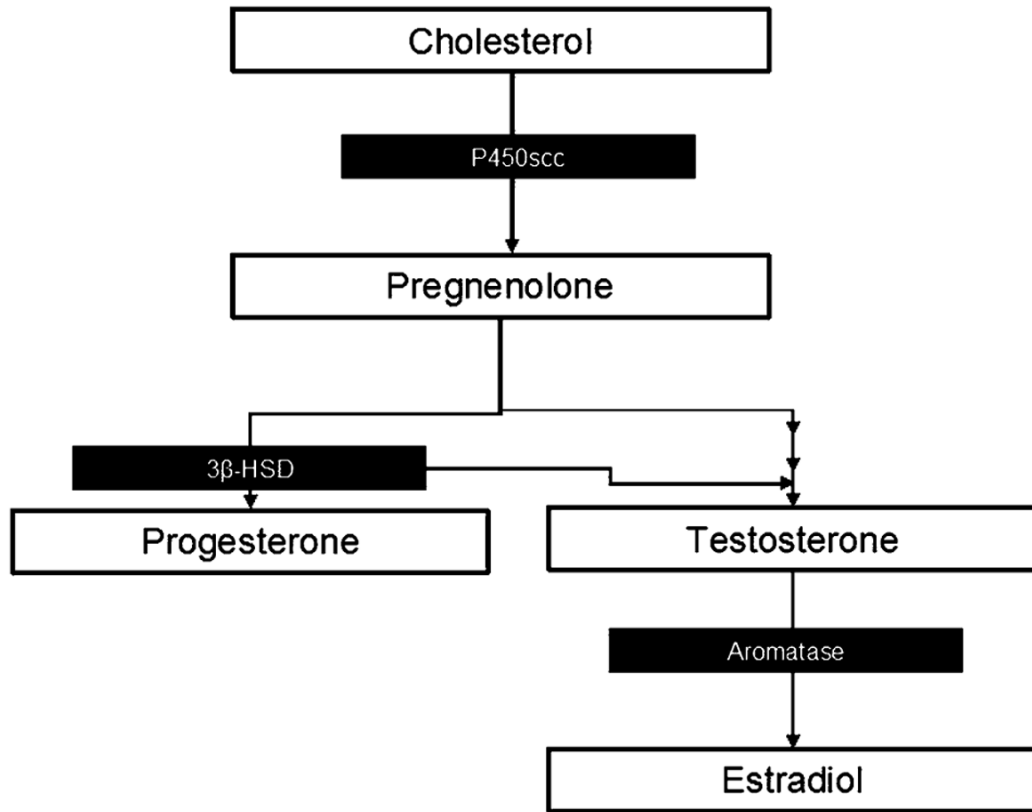 Cholesterol
P450scc
Pregnenolone
3β-HSD
Progesterone
Testosterone
Aromatase
Estradiol